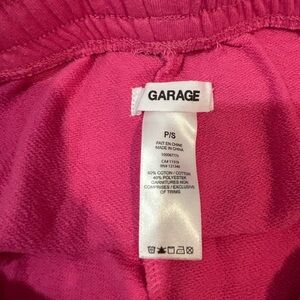 GARAGE
P/S
FAIT EN CHINE
MADE IN CHINA
60% COTON / COTTON
40% POLYESTER
GARNITURES NON
COMPRISES / EXCLUSIVE
OF TRIMS